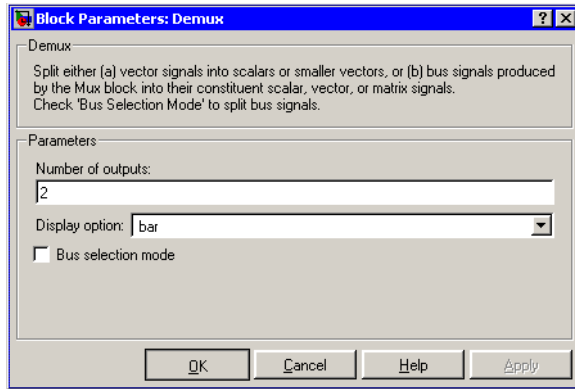 Block Parameters: Demux
Demux
Split either (a) vector signals into scalars or smaller vectors, or (b) bus signals produced
by the Mux block into their constituent scalar, vector, or matrix signals.
Check 'Bus Selection Mode' to split bus signals.
Parameters
Number of outputs:
2
Display option: bar
Bus selection mode
OK Cancel Help Apply